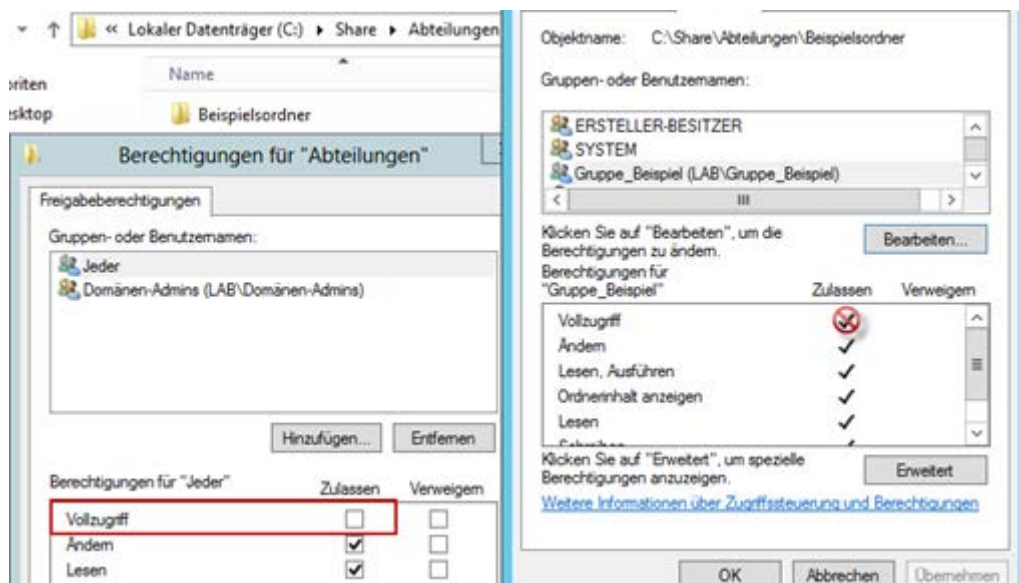 « Lokaler Datenträger (C:) ▸ Share ▸ Abteilungen
oriten
esktop
Name
Beispielsordner
Berechtigungen für "Abteilungen"
Freigabeberechtigungen
Gruppen- oder Benutzernamen:
Jeder
Domänen-Admins (LAB\Domänen-Admins)
Hinzufügen...
Entfernen
Berechtigungen für "Jeder"
Zulassen
Verweigern
Vollzugriff
Ändern
Lesen
Objektname: C:\Share\Abteilungen\Beispielsordner
Gruppen- oder Benutzernamen:
ERSTELLER-BESITZER
SYSTEM
Gruppe_Beispiel (LAB\Gruppe_Beispiel)
Klicken Sie auf "Bearbeiten", um die
Berechtigungen zu ändern.
Bearbeiten...
Berechtigungen für
"Gruppe_Beispiel"
Zulassen
Verweigern
Vollzugriff
Ändern
Lesen, Ausführen
Ordnerinhalt anzeigen
Lesen
Klicken Sie auf "Erweitert", um spezielle
Berechtigungen anzuzeigen.
Erweitert
Weitere Informationen über Zugriffssteuerung und Berechtigungen
OK
Abbrechen
Übernehmen